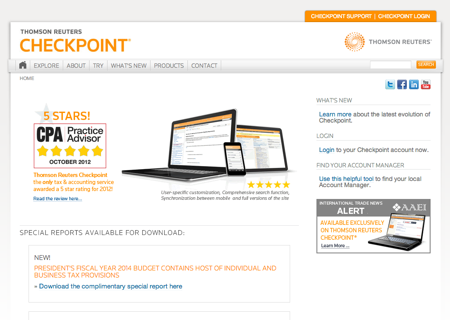 CHECKPOINT SUPPORT | CHECKPOINT LOGIN
THOMSON REUTERS
CHECKPOINT®
THOMSON REUTERS®
EXPLORE ABOUT TRY WHAT'S NEW PRODUCTS CONTACT
SEARCH
HOME
5 STARS!
CPA Practice
Advisor
OCTOBER 2012
Thomson Reuters Checkpoint
the only tax & accounting service
awarded a 5 star rating for 2012!
Read the review here...
User-specific customization, Comprehensive search function,
Synchronization between mobile and full versions of the site
WHAT'S NEW
Learn more about the latest evolution of
Checkpoint.
LOGIN
Login to your Checkpoint account now.
FIND YOUR ACCOUNT MANAGER
Use this helpful tool to find your local
Account Manager.
INTERNATIONAL TRADE NEWS
ALERT
AAEI
AVAILABLE EXCLUSIVELY
ON THOMSON REUTERS
CHECKPOINT®
Learn More ...
SPECIAL REPORTS AVAILABLE FOR DOWNLOAD:
NEW!
PRESIDENT'S FISCAL YEAR 2014 BUDGET CONTAINS HOST OF INDIVIDUAL AND
BUSINESS TAX PROVISIONS
» Download the complimentary special report here